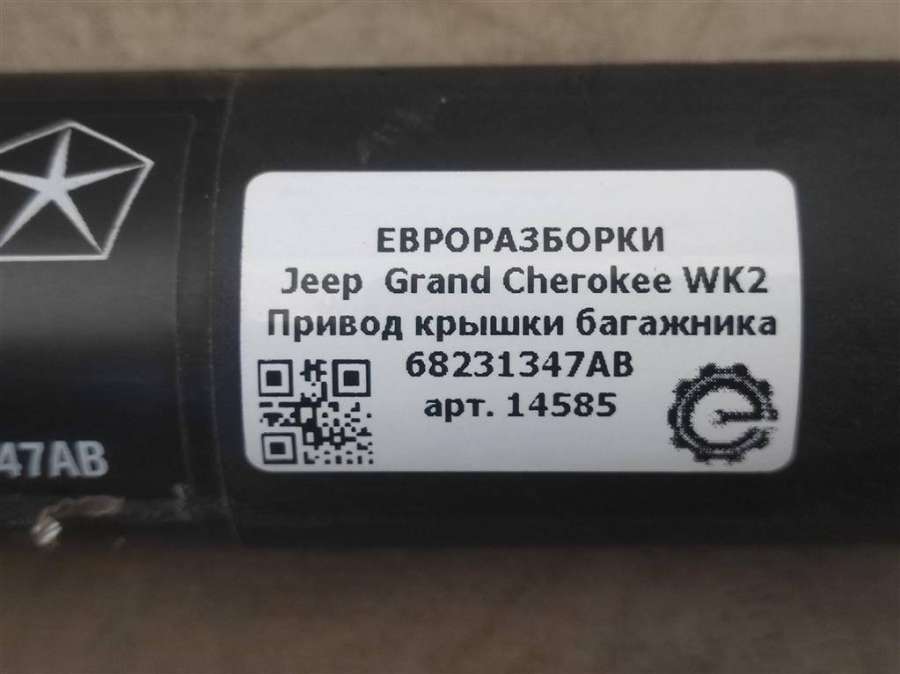 ЕВРОРАЗБОРКИ
Jeep Grand Cherokee WK2
Привод крышки багажника
68231347AB
арт. 14585
47AB